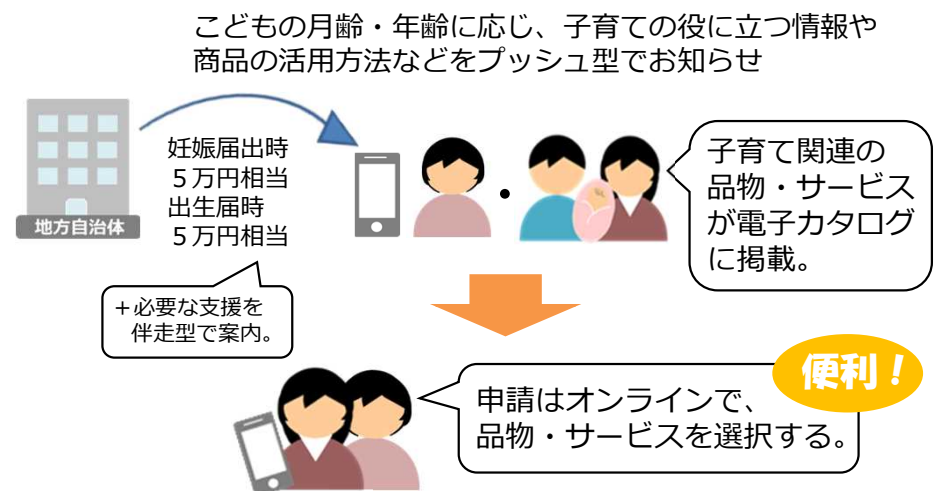 こどもの月齢・年齢に応じ、子育ての役に立つ情報や
商品の活用方法などをプッシュ型でお知らせ
地方自治体
妊娠届出時
５万円相当
出生届時
５万円相当
＋必要な支援を
伴走型で案内。
・
子育て関連の
品物・サービス
が電子カタログ
に掲載。
便利！
申請はオンラインで、
品物・サービスを選択する。